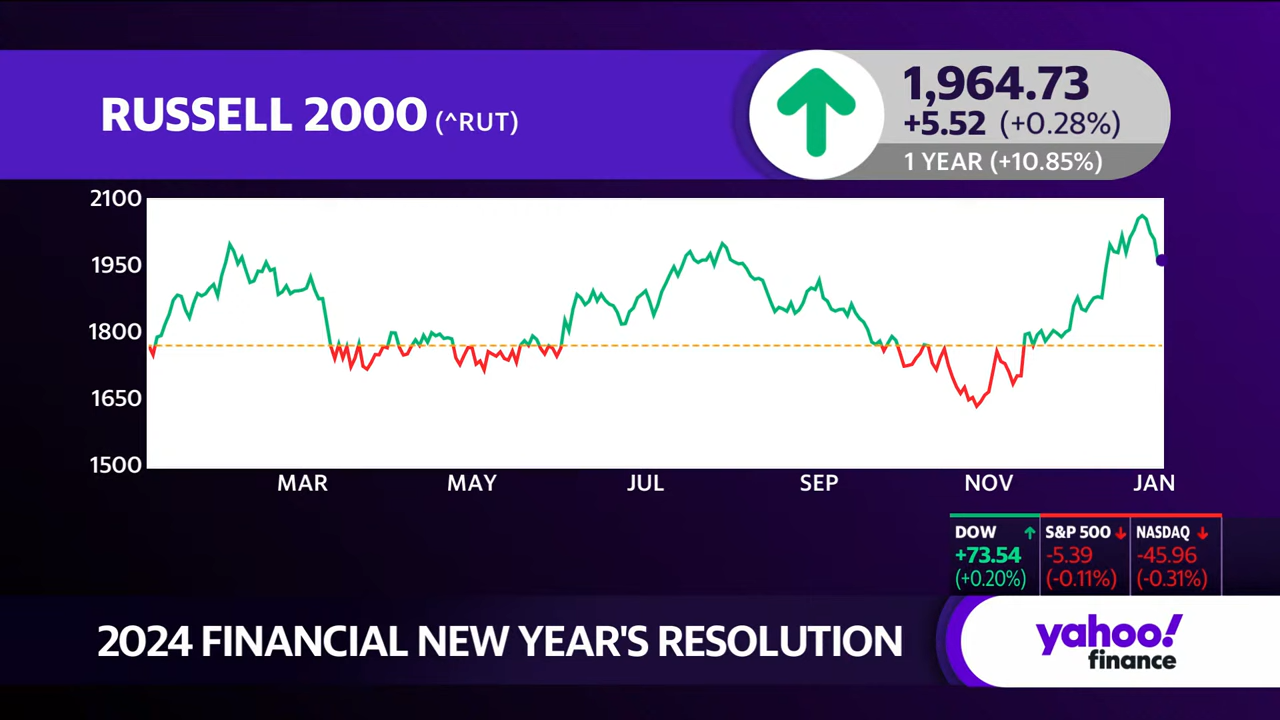 RUSSELL 2000 (^RUT)
1,964.73
+5.52 (+0.28%)
1 YEAR (+10.85%)
2100
1950
1800
1650
1500
MAR MAY JUL SEP NOV JAN
DOW S&P 500 NASDAQ
+73.54 -5.39 -45.96
(+0.20%) (-0.11%) (-0.31%)
2024 FINANCIAL NEW YEAR'S RESOLUTION
yahoo!
finance